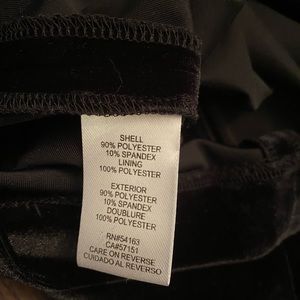 SHELL
90% POLYESTER
10% SPANDEX
LINING
100% POLYESTER
EXTERIOR
90% POLYESTER
10% SPANDEX
DOUBLURE
100% POLYESTER
RN#54163
CA#57151
CARE ON REVERSE
CUIDADO AL REVERSO